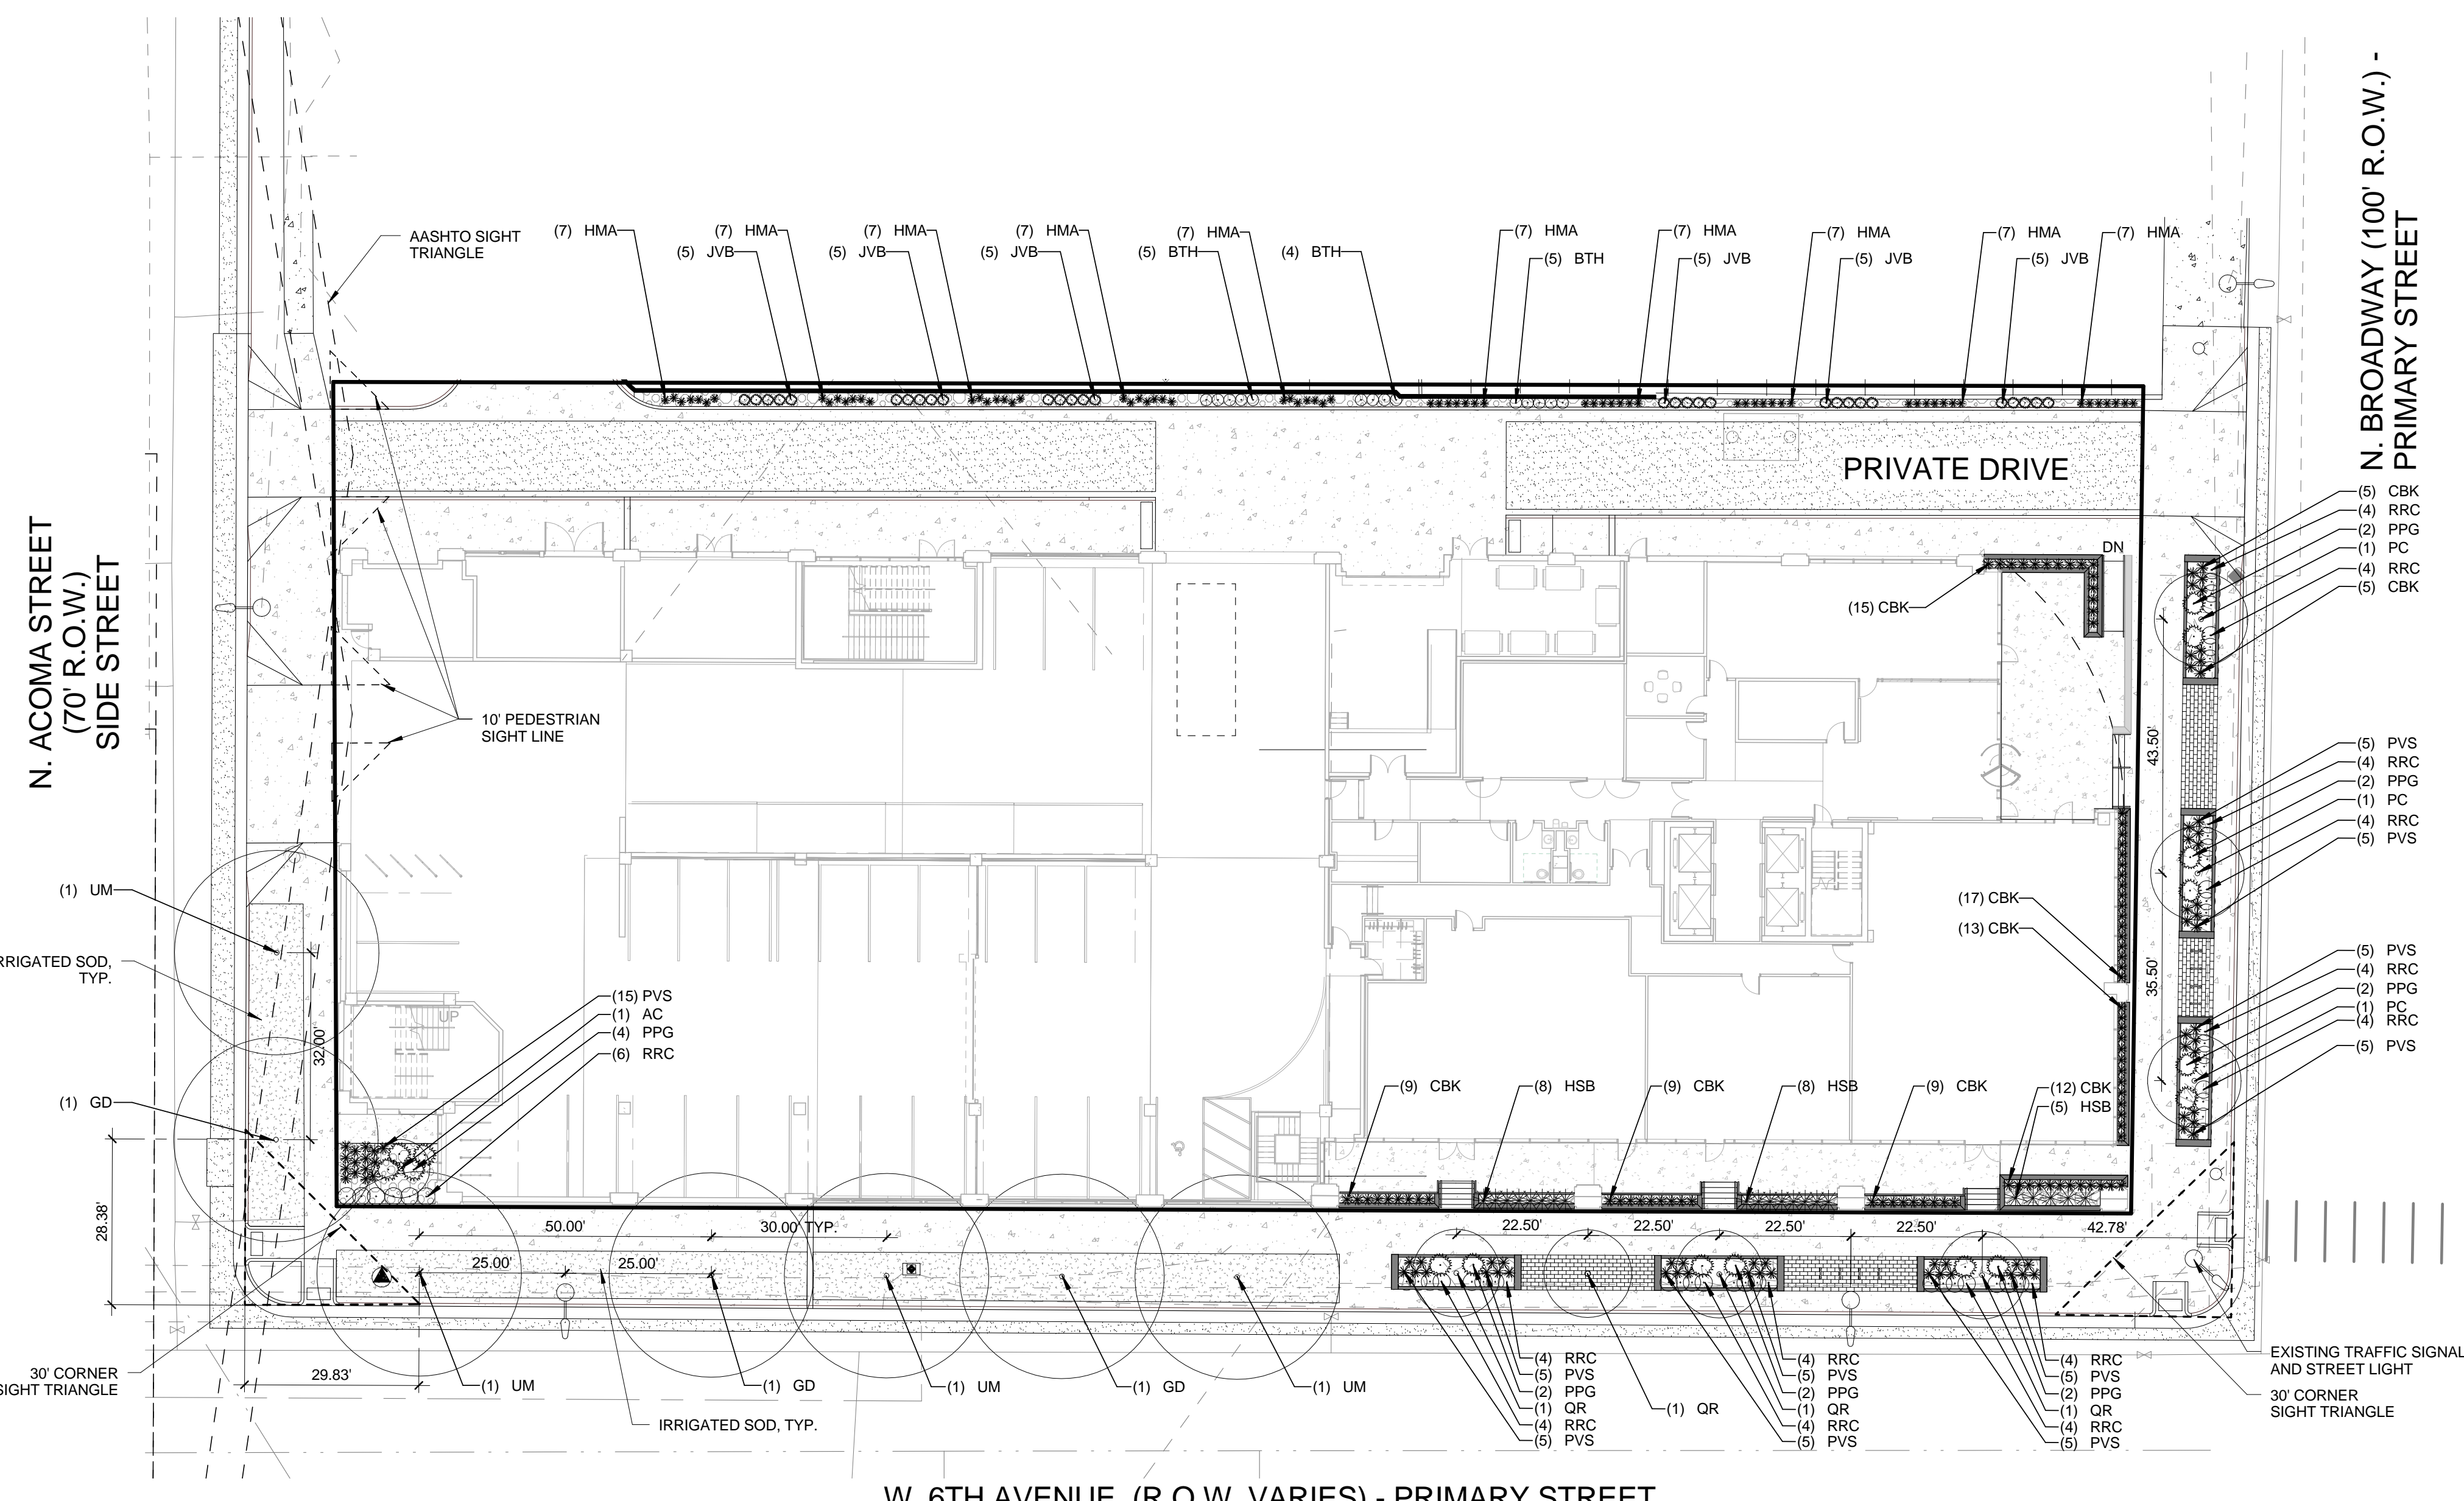 AASHTO SIGHT
TRIANGLE
(7) HMA
(7) HMA
(7) HMA
(7) HMA
(7) HMA
(7) HMA
(7) HMA
(7) HMA
(7) HMA
(7) HMA
(5) JVB
(5) JVB
(5) JVB
(5) BTH
(4) BTH
(5) BTH
(5) JVB
(5) JVB
(5) JVB
N. BROADWAY (100' R.O.W.) -
PRIMARY STREET
PRIVATE DRIVE
N. ACOMA STREET
(70' R.O.W.)
SIDE STREET
DN
(5) CBK
(4) RRC
(2) PPG
(1) PC
(4) RRC
(5) CBK
(15) CBK
10' PEDESTRIAN
SIGHT LINE
43.50'
(5) PVS
(4) RRC
(2) PPG
(1) PC
(4) RRC
(5) PVS
(1) UM
(17) CBK
(13) CBK
RRIGATED SOD,
TYP.
35.50'
(5) PVS
(4) RRC
(2) PPG
(1) PC
(4) RRC
(5) PVS
(15) PVS
(1) AC
(4) PPG
(6) RRC
UP
32.00'
(1) GD
(9) CBK
(8) HSB
(9) CBK
(8) HSB
(9) CBK
(12) CBK
(5) HSB
28.38'
50.00'
30.00' TYP.
22.50'
22.50'
22.50'
22.50'
42.78'
25.00'
25.00'
30' CORNER
SIGHT TRIANGLE
29.83'
(1) UM
(1) GD
(1) UM
(1) GD
(1) UM
IRRIGATED SOD, TYP.
(4) RRC
(5) PVS
(2) PPG
(1) QR
(4) RRC
(5) PVS
(1) QR
(4) RRC
(5) PVS
(2) PPG
(1) QR
(4) RRC
(5) PVS
(4) RRC
(5) PVS
(2) PPG
(1) QR
(4) RRC
(5) PVS
EXISTING TRAFFIC SIGNAL
AND STREET LIGHT
30' CORNER
SIGHT TRIANGLE
W. 6TH AVENUE (R.O.W. VARIES) - PRIMARY STREET